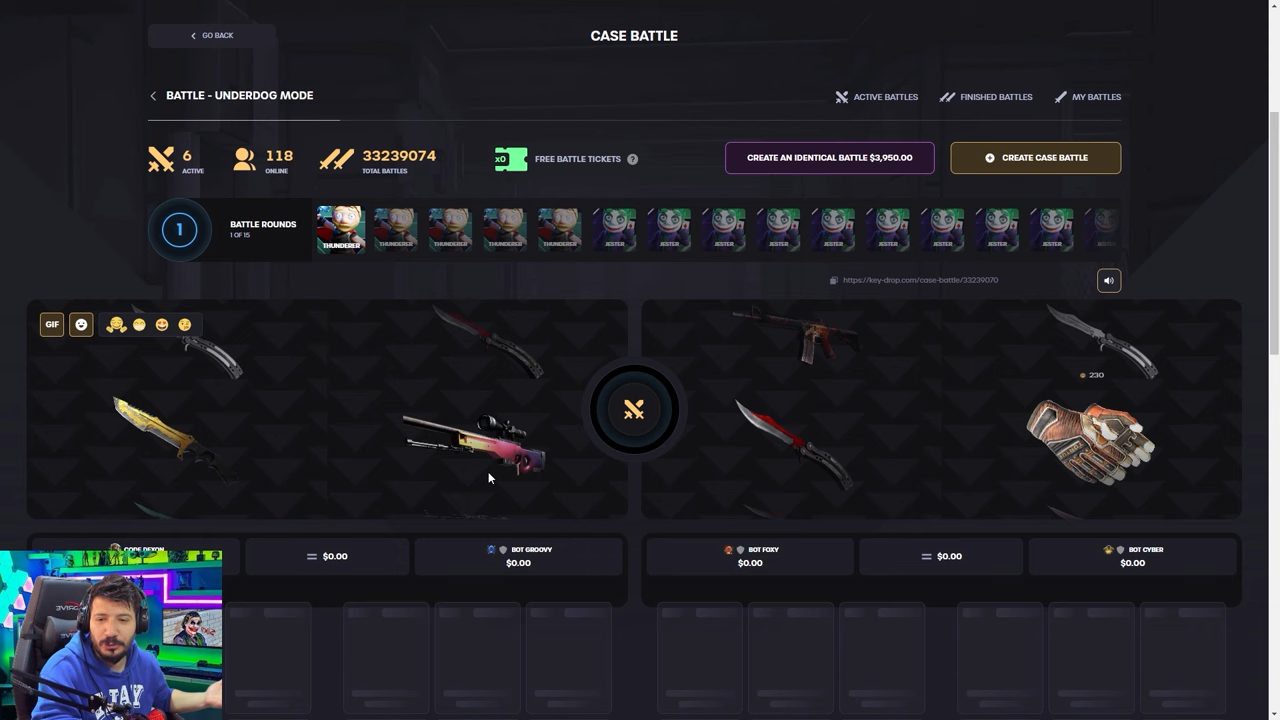 GO BACK
CASE BATTLE
BATTLE - UNDERDOG MODE
ACTIVE BATTLES
FINISHED BATTLES
MY BATTLES
6
ACTIVE
118
ONLINE
33239074
TOTAL BATTLES
x0
FREE BATTLE TICKETS ?
CREATE AN IDENTICAL BATTLE $3,950.00
CREATE CASE BATTLE
1
BATTLE ROUNDS
1 OF 15
THUNDERER
THUNDERER
THUNDERER
THUNDERER
THUNDERER
JESTER
JESTER
JESTER
JESTER
JESTER
JESTER
JESTER
JESTER
JESTER
JESTER
https://key-drop.com/case-battle/33239070
GIF
230
CODE DEXON
$0.00
BOT GROOVY
$0.00
BOT FOXY
$0.00
$0.00
BOT CYBER
$0.00